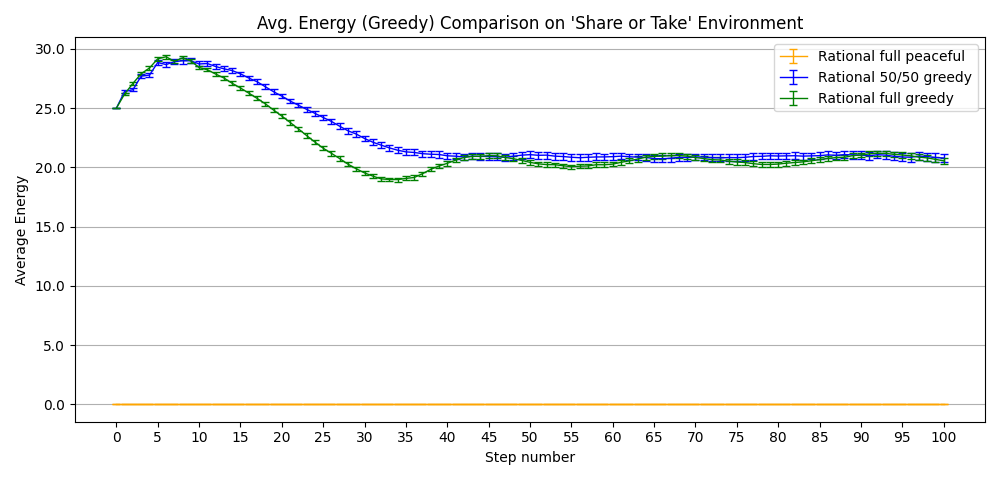 Avg. Energy (Greedy) Comparison on 'Share or Take' Environment
Rational full peaceful
Rational 50/50 greedy
Rational full greedy
Average Energy
30.0
25.0
20.0
15.0
10.0
5.0
0.0
0 5 10 15 20 25 30 35 40 45 50 55 60 65 70 75 80 85 90 95 100
Step number